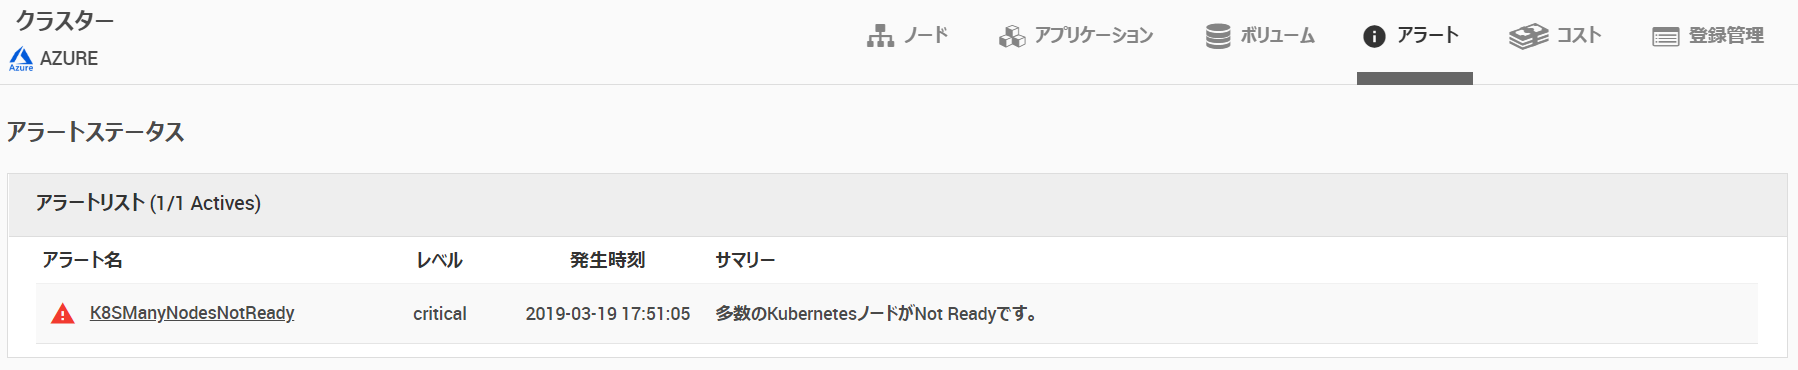 クラスター
Azure AZURE
ノード アプリケーション ボリューム アラート コスト 登録管理
アラートステータス
アラートリスト (1/1 Actives)
アラート名 レベル 発生時刻 サマリー
K8SManyNodesNotReady critical 2019-03-19 17:51:05 多数のKubernetesノードがNot Readyです。